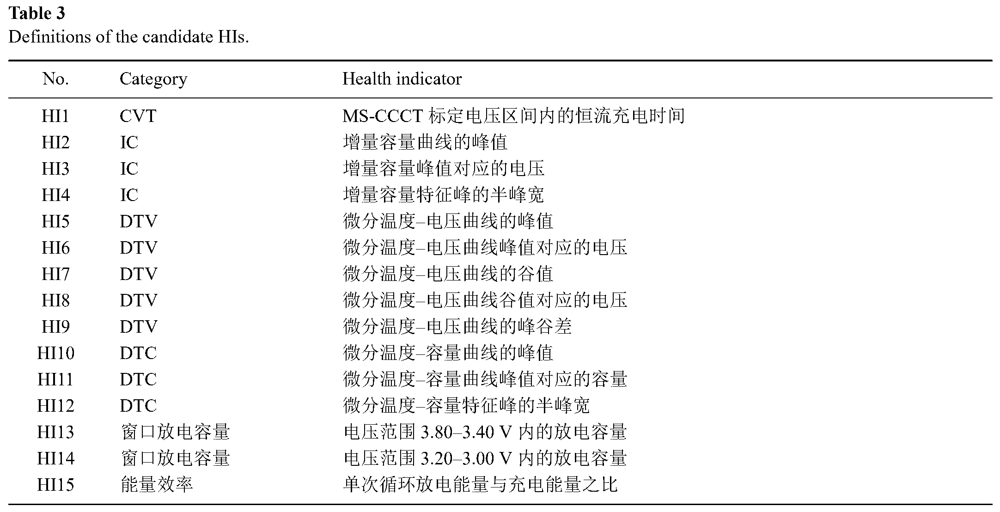 Table 3
Definitions of the candidate HIs.
No. Category Health indicator
HI1 CVT MS-CCCT 标定电压区间内的恒流充电时间
HI2 IC 增量容量曲线的峰值
HI3 IC 增量容量峰值对应的电压
HI4 IC 增量容量特征峰的半峰宽
HI5 DTV 微分温度–电压曲线的峰值
HI6 DTV 微分温度–电压曲线峰值对应的电压
HI7 DTV 微分温度–电压曲线的谷值
HI8 DTV 微分温度–电压曲线谷值对应的电压
HI9 DTV 微分温度–电压曲线的峰谷差
HI10 DTC 微分温度–容量曲线的峰值
HI11 DTC 微分温度–容量曲线峰值对应的容量
HI12 DTC 微分温度–容量特征峰的半峰宽
HI13 窗口放电容量 电压范围 3.80–3.40 V 内的放电容量
HI14 窗口放电容量 电压范围 3.20–3.00 V 内的放电容量
HI15 能量效率 单次循环放电能量与充电能量之比